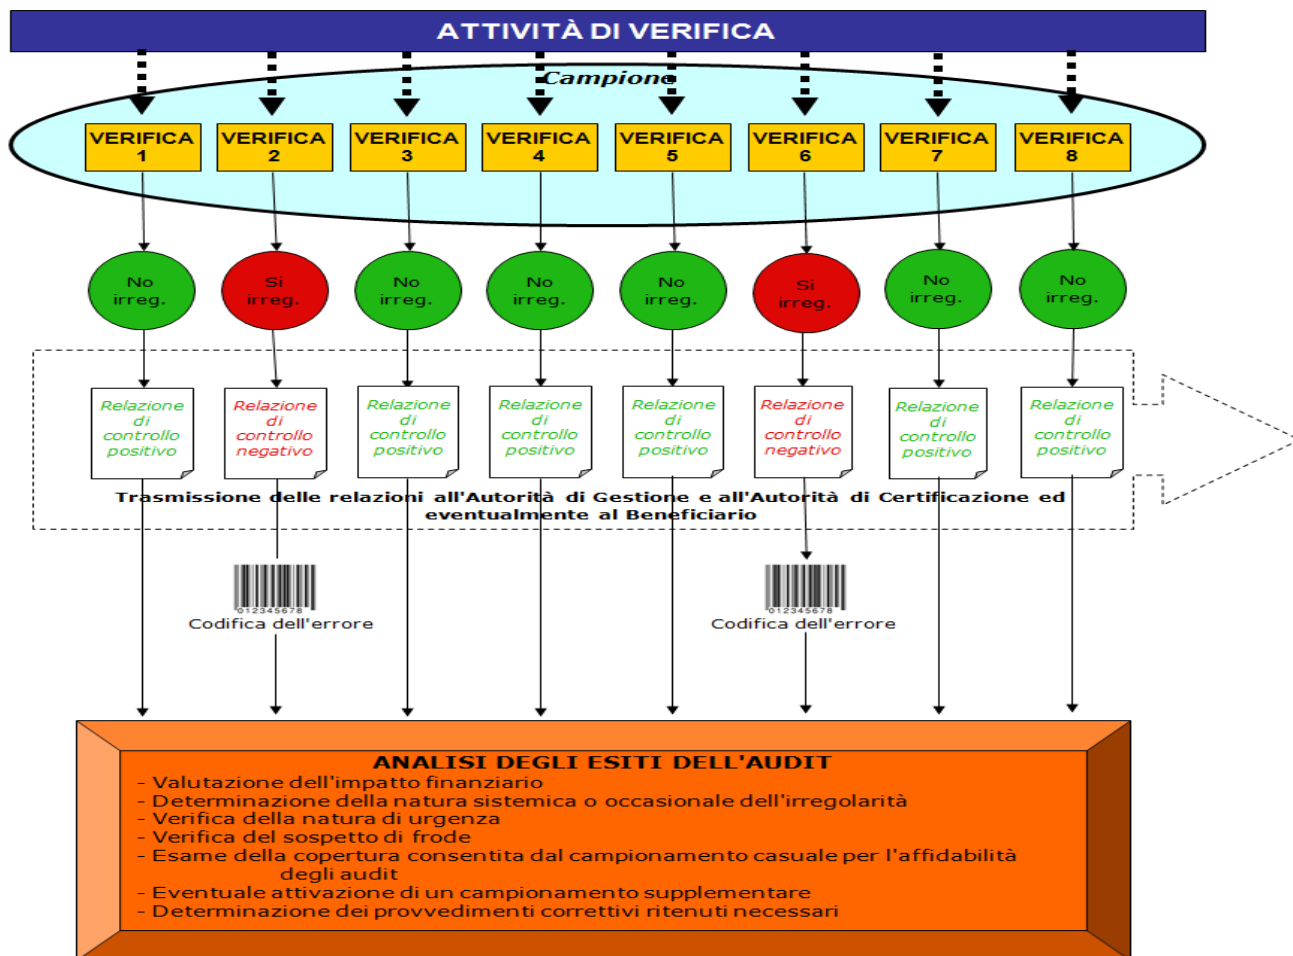 ATTIVITÀ DI VERIFICA
Campione
VERIFICA
1
VERIFICA
2
VERIFICA
3
VERIFICA
4
VERIFICA
5
VERIFICA
6
VERIFICA
7
VERIFICA
8
No
irreg.
Si
irreg.
No
irreg.
No
irreg.
No
irreg.
Si
irreg.
No
irreg.
No
irreg.
Relazione
di
controllo
positivo
Relazione
di
controllo
negativo
Relazione
di
controllo
positivo
Relazione
di
controllo
positivo
Relazione
di
controllo
positivo
Relazione
di
controllo
negativo
Relazione
di
controllo
positivo
Relazione
di
controllo
positivo
Trasmissione delle relazioni all'Autorità di Gestione e all'Autorità di Certificazione ed
eventualmente al Beneficiario
012345678
Codifica dell'errore
012345678
Codifica dell'errore
ANALISI DEGLI ESITI DELL'AUDIT
- Valutazione dell'impatto finanziario
- Determinazione della natura sistemica o occasionale dell'irregolarità
- Verifica della natura di urgenza
- Verifica del sospetto di frode
- Esame della copertura consentita dal campionamento casuale per l'affidabilità
degli audit
- Eventuale attivazione di un campionamento supplementare
- Determinazione dei provvedimenti correttivi ritenuti necessari